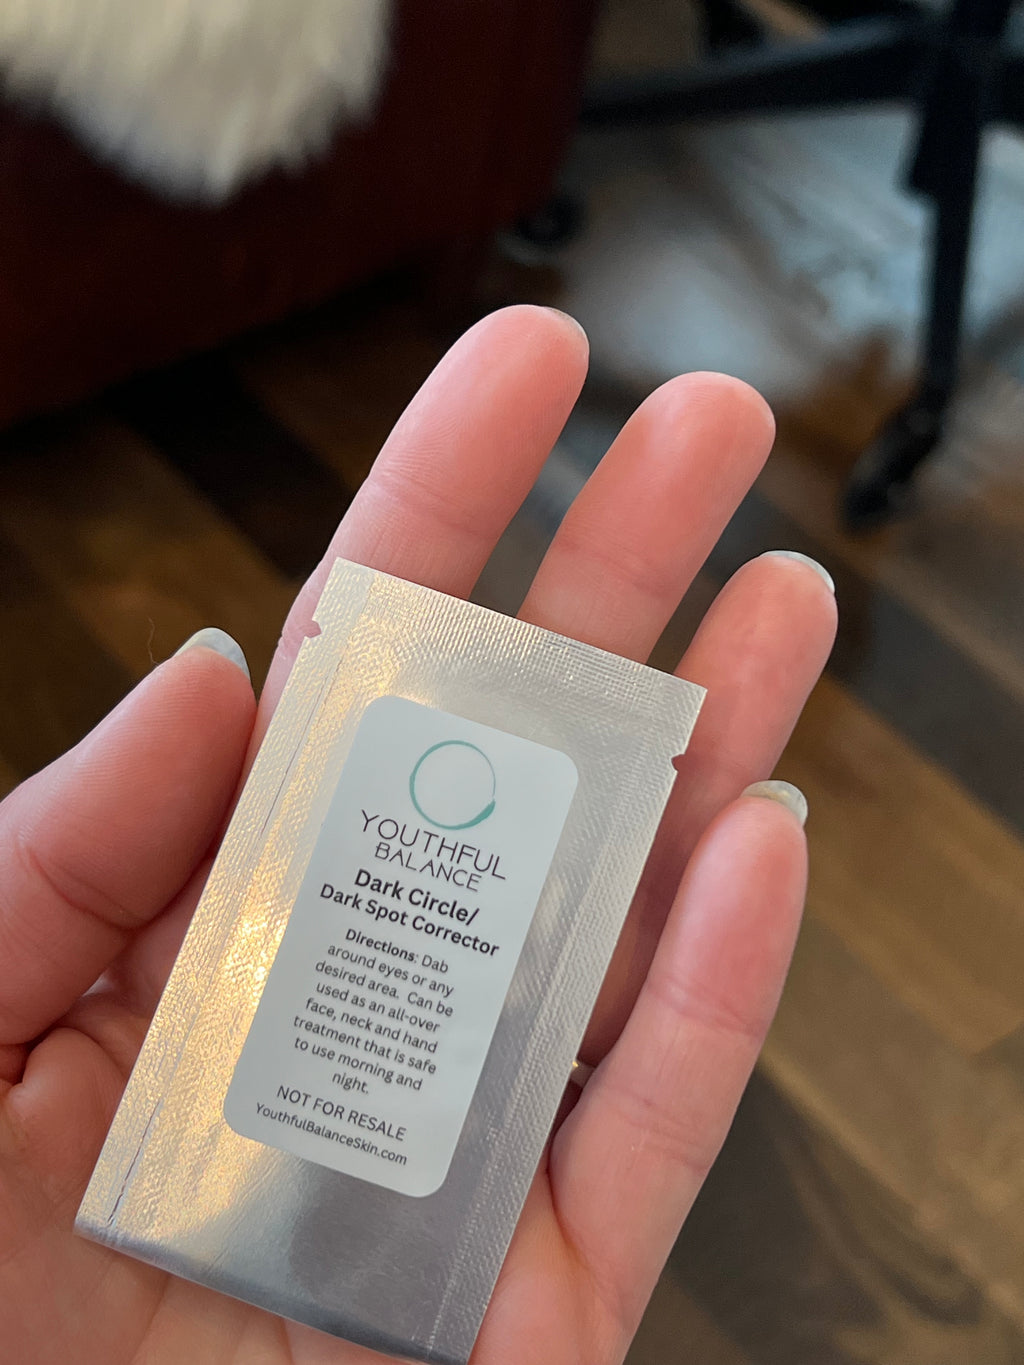 YOUTHFUL
BALANCE
Dark Circle/
Dark Spot Corrector
Directions: Dab
around eyes or any
desired area. Can be
used as an all-over
face, neck and hand
treatment that is safe
to use morning and
night.
NOT FOR RESALE
YouthfulBalanceSkin.com